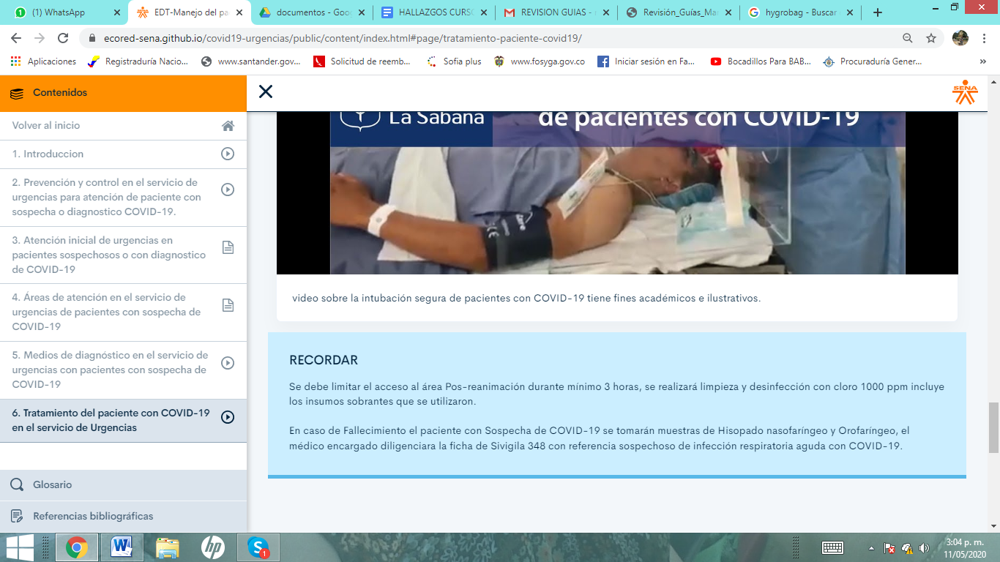 (1) WhatsApp
EDT-Manejo del pa
documentos - Goo
HALLAZGOS CURS
REVISION GUIAS - 
Revisión_Guías_Ma
hygrobag - Buscar
ecored-sena.github.io/covid19-urgencias/public/content/index.html#page/tratamiento-paciente-covid19/
Aplicaciones
Registraduría Nacio...
www.santander.gov...
Solicitud de reemb...
Sofia plus
www.fosyga.gov.co
Iniciar sesión en Fa...
Bocadillos Para BAB...
Procuraduría Gener...
»
Contenidos
SENA
Volver al inicio
1. Introduccion
2. Prevención y control en el servicio de
urgencias para atención de paciente con
sospecha o diagnostico COVID-19.
3. Atención inicial de urgencias en
pacientes sospechosos o con diagnostico
de COVID-19
4. Áreas de atención en el servicio de
urgencias de pacientes con sospecha de
COVID-19
5. Medios de diagnóstico en el servicio de
urgencias con pacientes con sospecha de
COVID-19
6. Tratamiento del paciente con COVID-19
en el servicio de Urgencias
Glosario
Referencias bibliográficas
La Sabana
de pacientes con COVID-19
video sobre la intubación segura de pacientes con COVID-19 tiene fines académicos e ilustrativos.
RECORDAR
Se debe limitar el acceso al área Pos-reanimación durante mínimo 3 horas, se realizará limpieza y desinfección con cloro 1000 ppm incluye
los insumos sobrantes que se utilizaron.
En caso de Fallecimiento el paciente con Sospecha de COVID-19 se tomarán muestras de Hisopado nasofaríngeo y Orofaríngeo, el
médico encargado diligenciara la ficha de Sivigila 348 con referencia sospechoso de infección respiratoria aguda con COVID-19.
hp
1
3:04 p. m.
11/05/2020